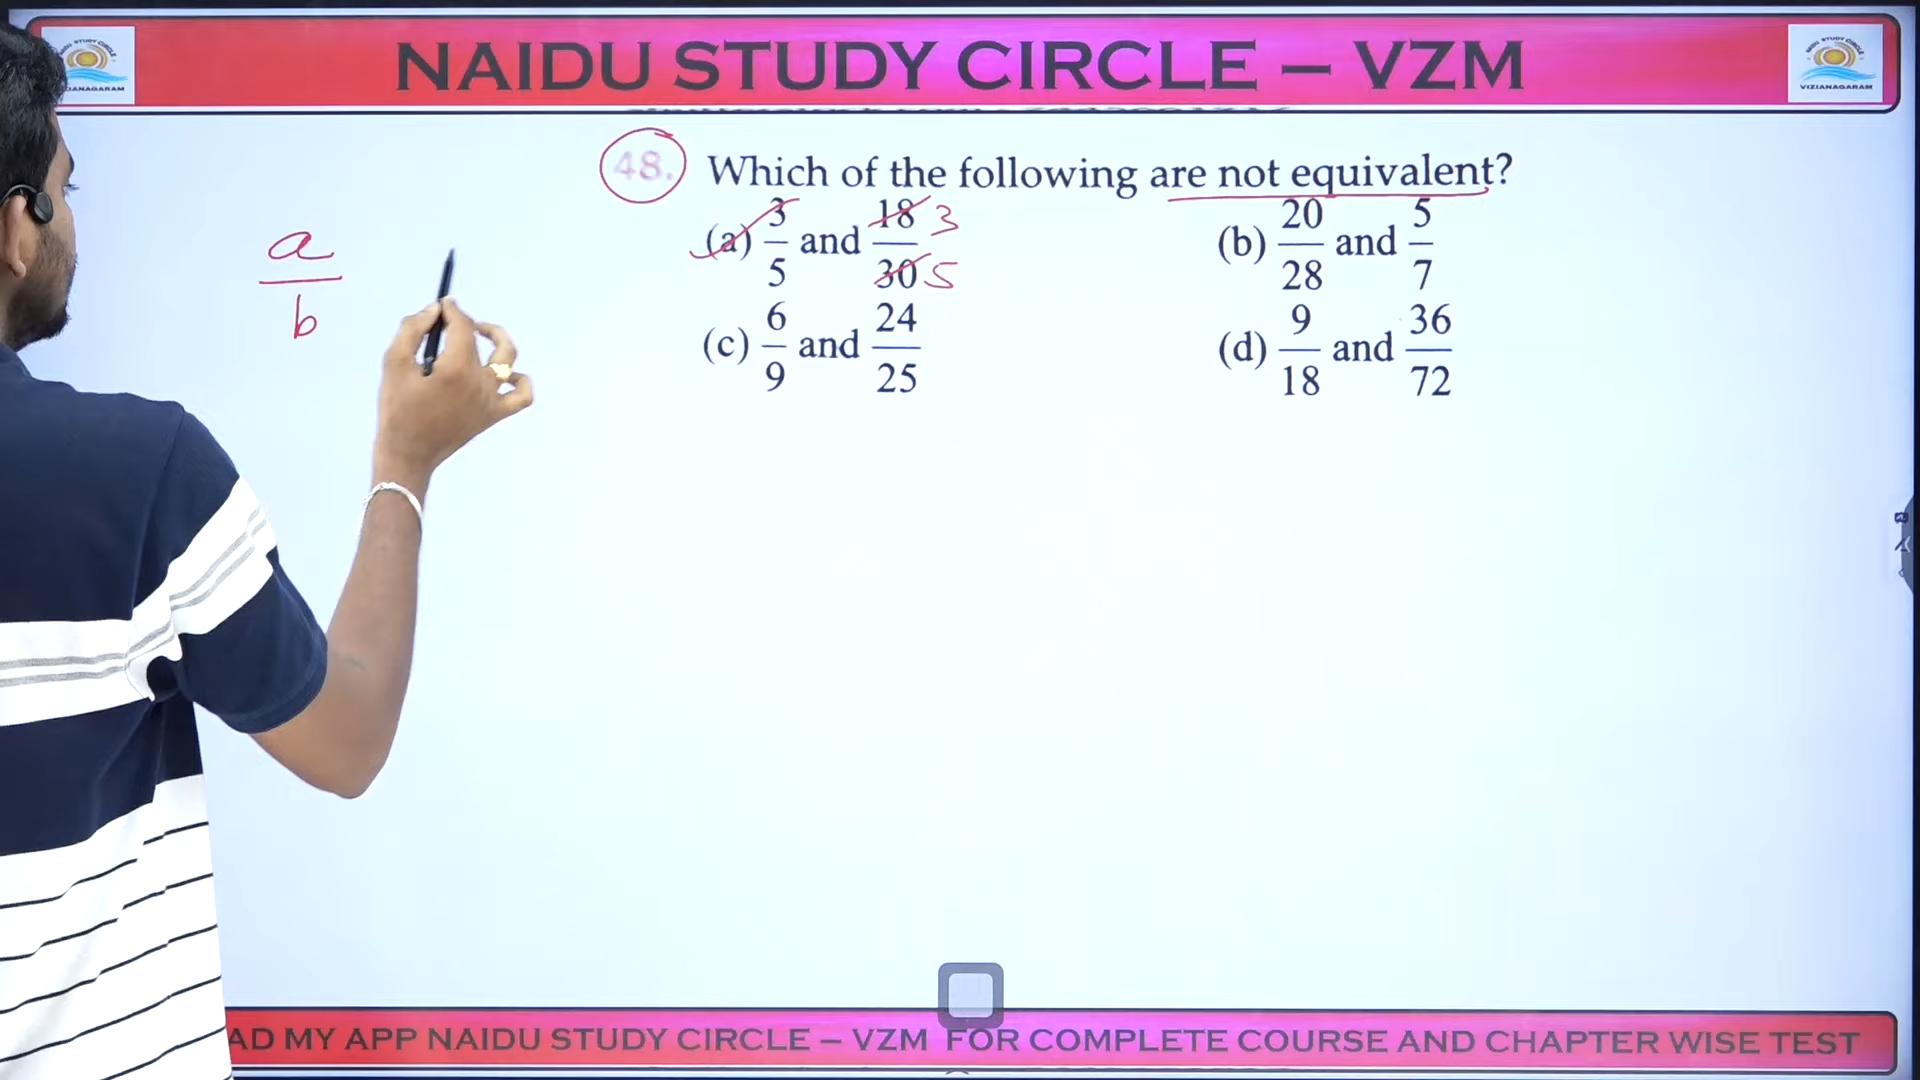 NAIDU STUDY CIRCLE – VZM
VIZIANAGARAM
48. Which of the following are not equivalent?
(a) 3/5 and 18/30 3 5
(b) 20/28 and 5/7
(c) 6/9 and 24/25
(d) 9/18 and 36/72
a
b
AD MY APP NAIDU STUDY CIRCLE – VZM FOR COMPLETE COURSE AND CHAPTER WISE TEST